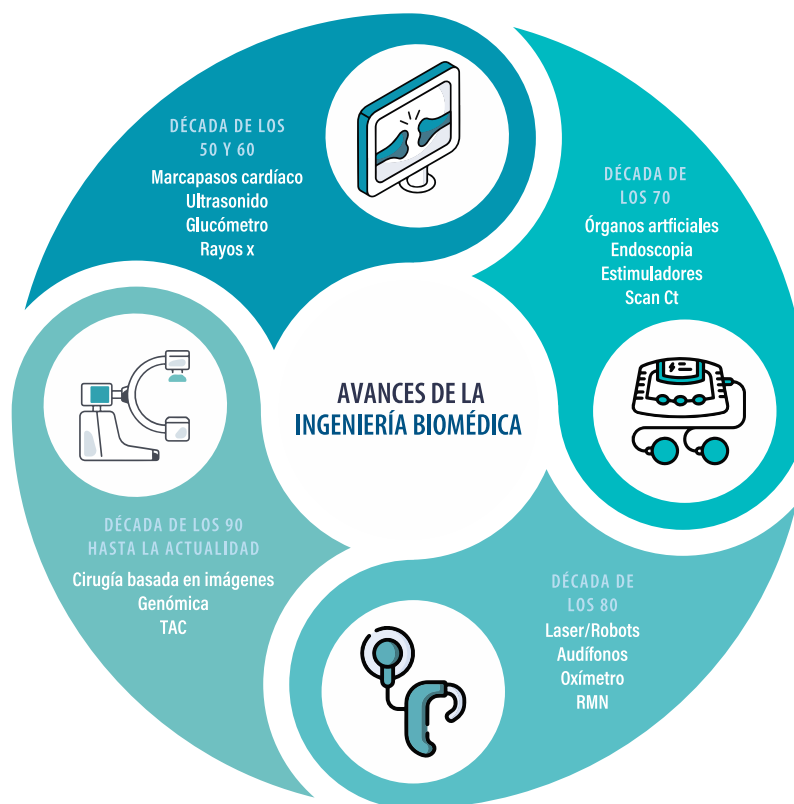 DÉCADA DE LOS
50 Y 60
Marcapasos cardíaco
Ultrasonido
Glucómetro
Rayos x
DÉCADA DE
LOS 70
Órganos artficiales
Endoscopia
Estimuladores
Scan Ct
AVANCES DE LA
INGENIERÍA BIOMÉDICA
DÉCADA DE LOS 90
HASTA LA ACTUALIDAD
Cirugía basada en imágenes
Genómica
TAC
DÉCADA DE
LOS 80
Laser/Robots
Audífonos
Oxímetro
RMN